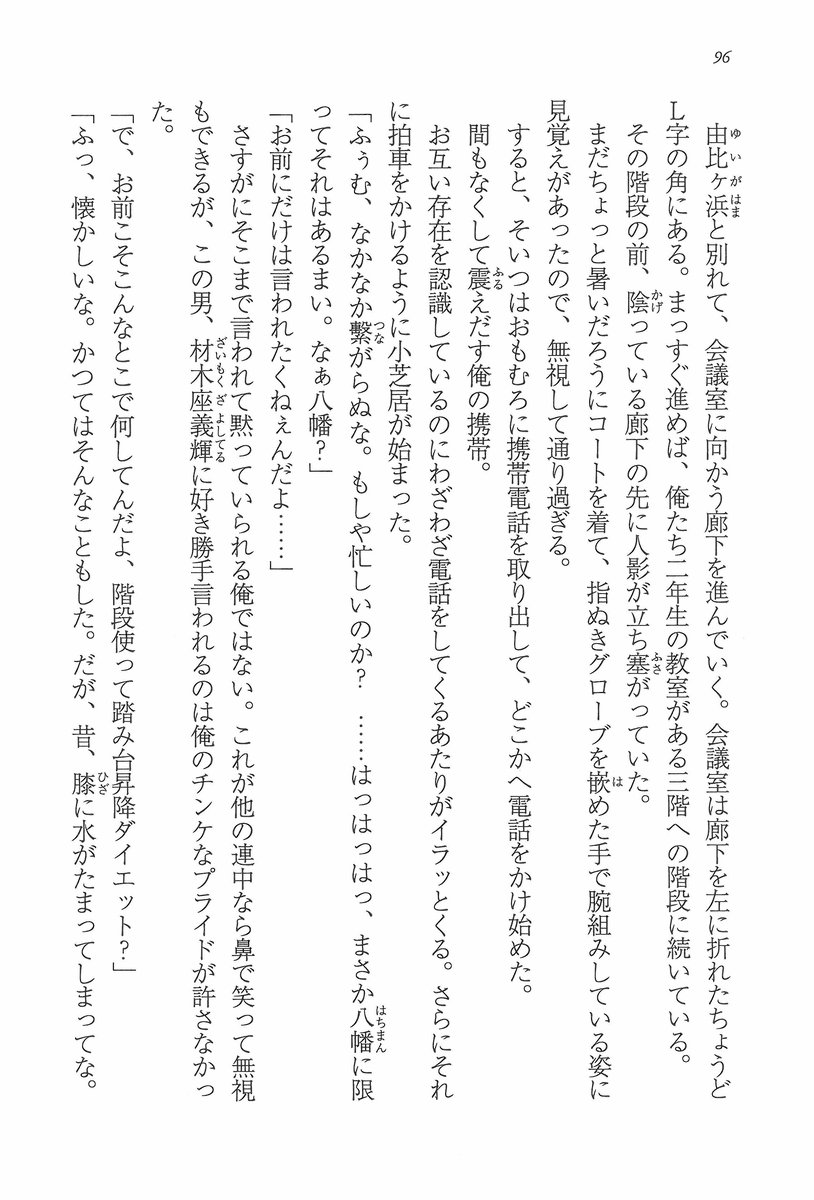 96
由比ヶ浜と別れて、会議室に向かう廊下を進んでいく。会議室は廊下を左に折れたちょうど
L字の角にある。まっすぐ進めば、俺たち二年生の教室がある三階への階段に続いている。
その階段の前、陰っている廊下の先に人影が立ち塞がっていた。
まだちょっと暑いだろうにコートを着て、指ぬきグローブを嵌めた手で腕組みしている姿に
見覚えがあったので、無視して通り過ぎる。
すると、そいつはおもむろに携帯電話を取り出して、どこかへ電話をかけ始めた。
間もなくして震えだす俺の携帯。
お互い存在を認識しているのにわざわざ電話をしてくるあたりがイラッとくる。さらにそれ
に拍車をかけるように小芝居が始まった。
「ふぅむ、なかなか繫がらぬな。もしや忙しいのか？　……はっはっはっ、まさか八幡に限
ってそれはあるまい。なぁ八幡？」
「お前にだけは言われたくねぇんだよ……」
さすがにそこまで言われて黙っていられる俺ではない。これが他の連中なら鼻で笑って無視
もできるが、この男、材木座義輝に好き勝手言われるのは俺のチンケなプライドが許さなかっ
た。
「で、お前こそこんなとこで何してんだよ、階段使って踏み台昇降ダイエット？」
「ふっ、懐かしいな。かつてはそんなこともした。だが、昔、膝に水がたまってしまってな。